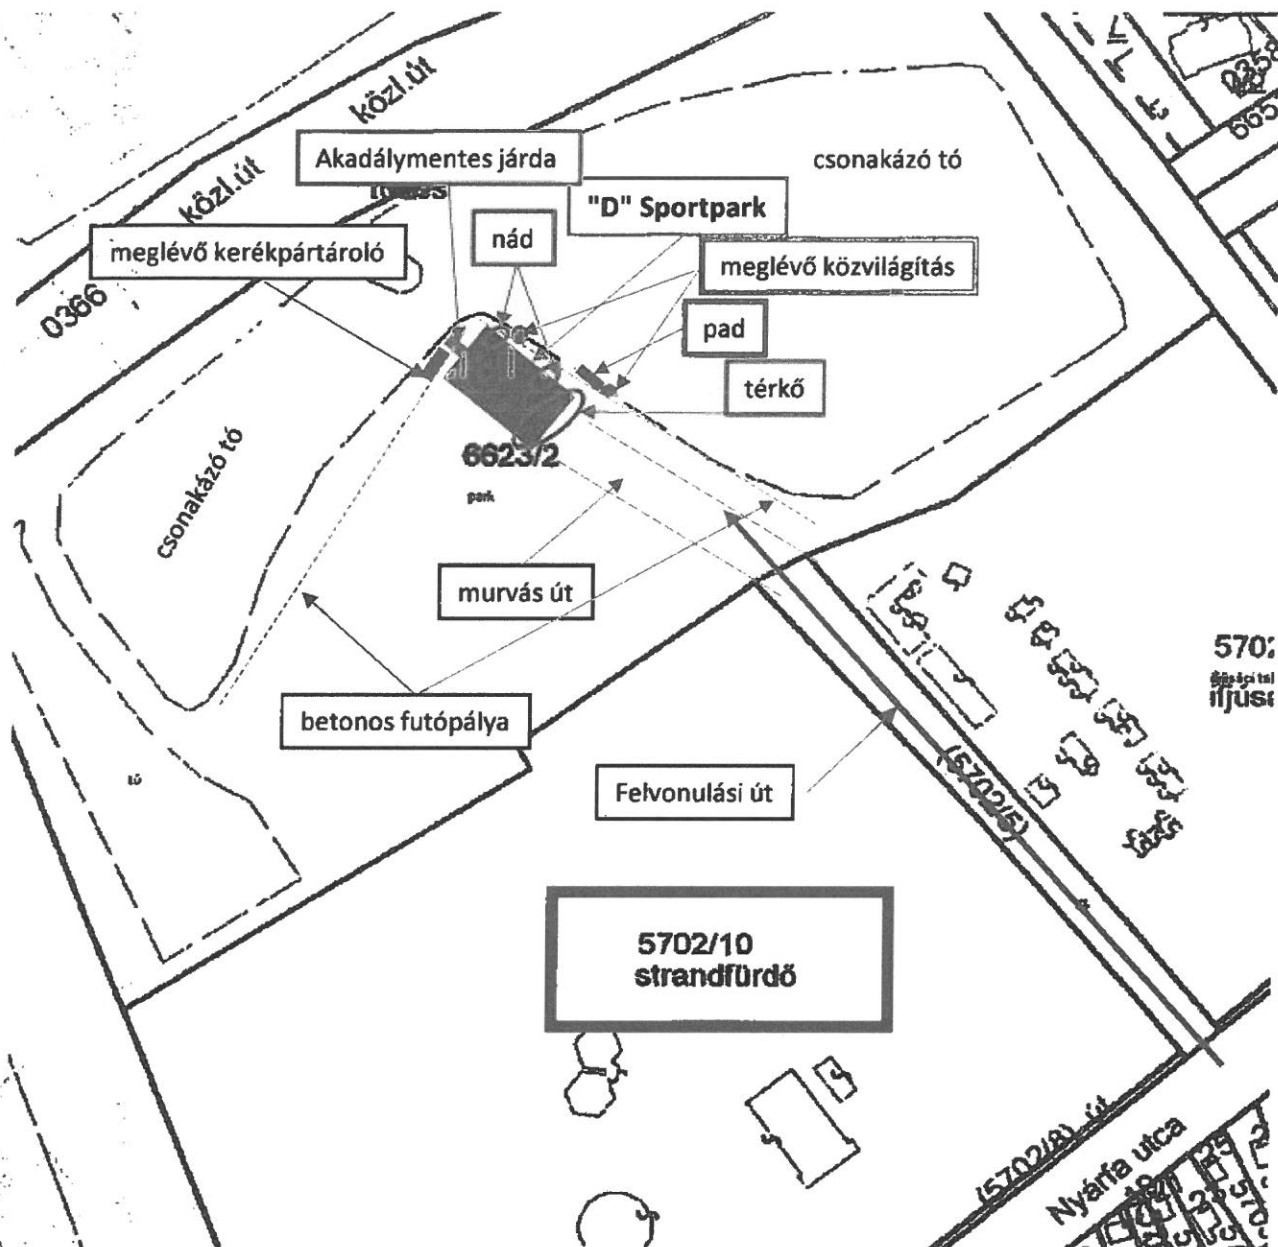 közl.út
közl.út
0366
Akadálymentes járda
csonakázó tó
"D" Sportpark
nád
meglévő kerékpártároló
meglévő közvilágítás
pad
térkő
csonakázó tó
6623/2
park
murvás út
betonos futópálya
tó
Felvonulási út
(5702/5)
5702/10
strandfürdő
(5702/8) út
Nyárfa utca